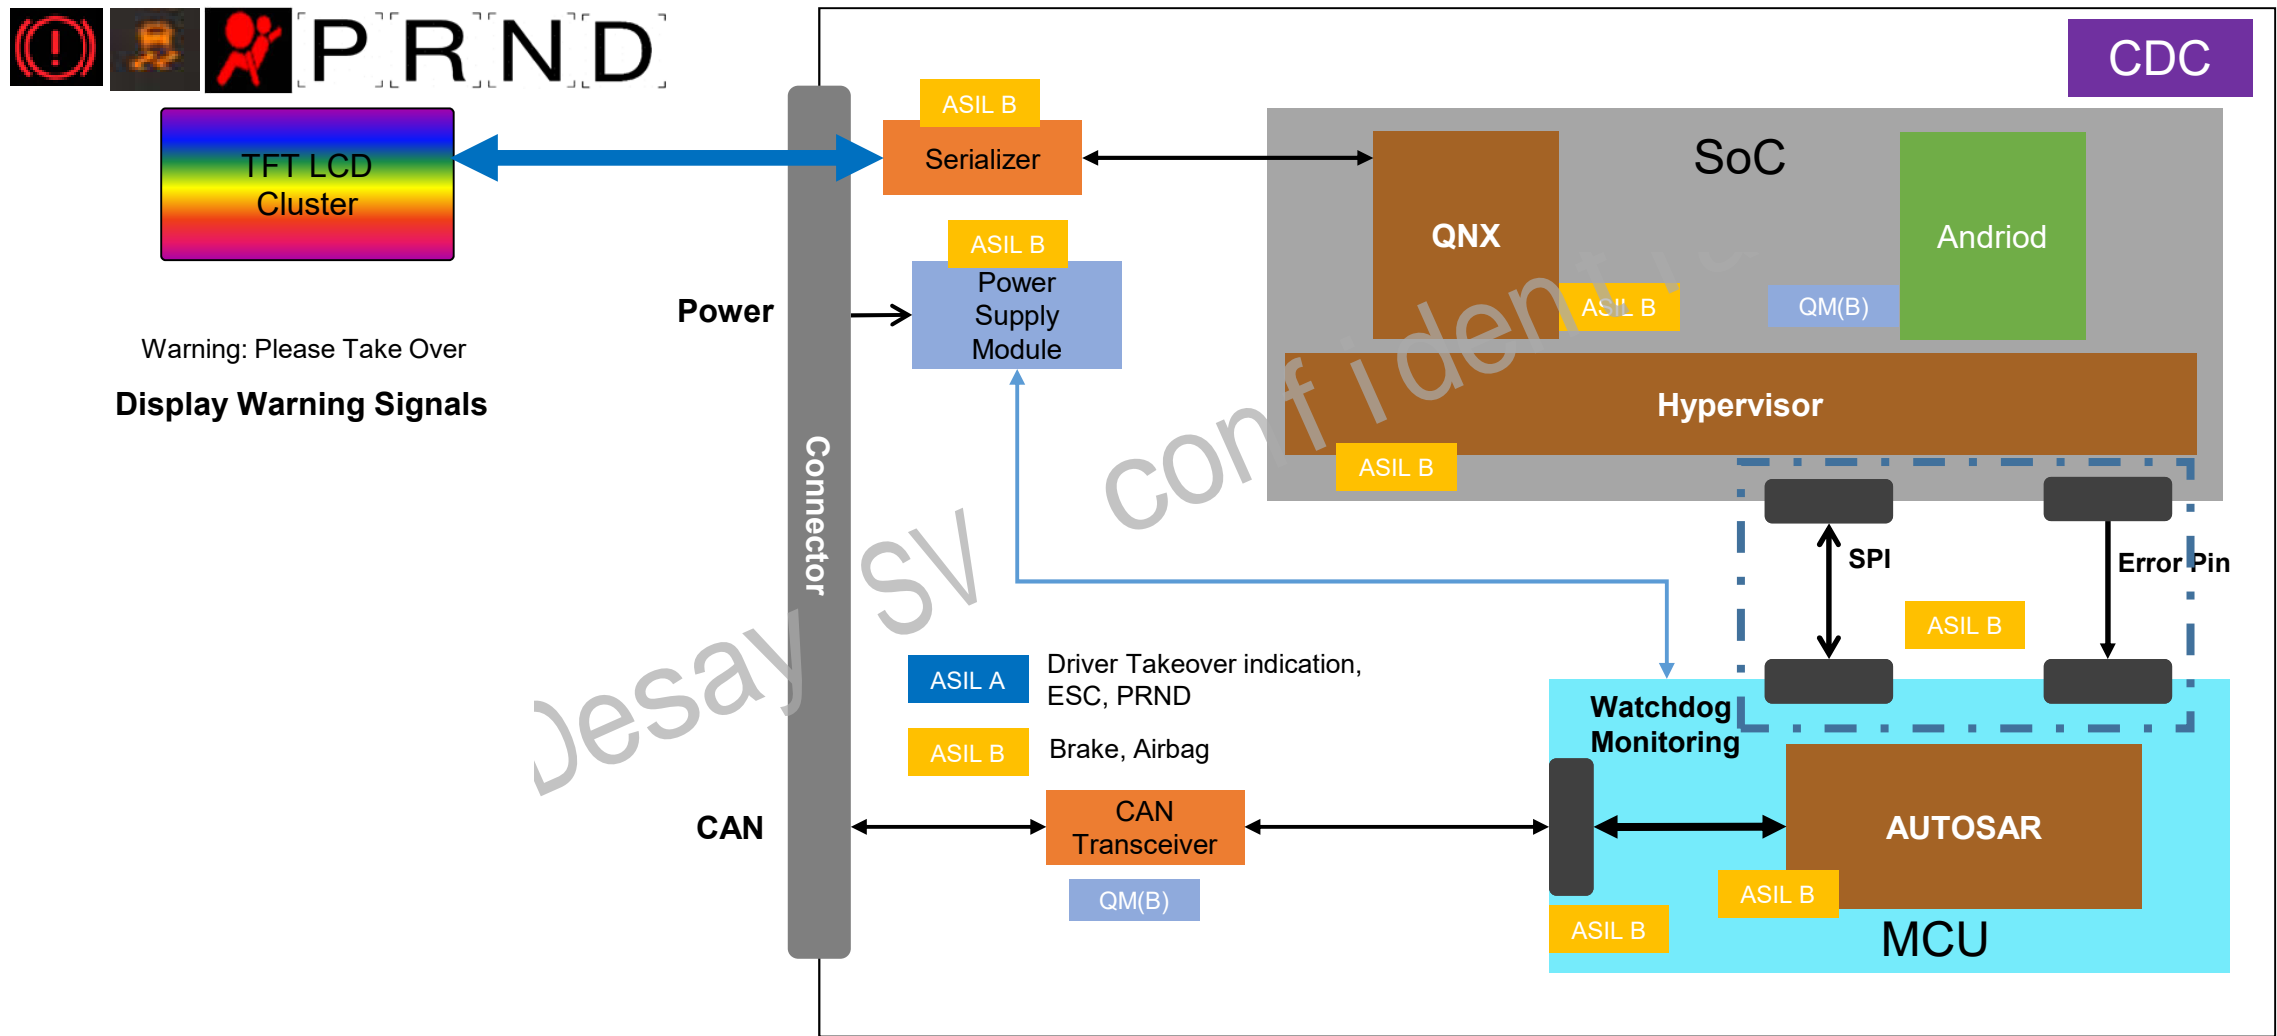 P R N D
CDC
ASIL B
Serializer
TFT LCD
Cluster
SoC
QNX
Andriod
ASIL B
Power
Supply
Module
Power
ASIL B
QM(B)
Warning: Please Take Over
Display Warning Signals
Hypervisor
ASIL B
Connector
SPI
Error Pin
ASIL B
ASIL A
Driver Takeover indication,
ESC, PRND
ASIL B
Brake, Airbag
Watchdog
Monitoring
CAN
CAN
Transceiver
QM(B)
AUTOSAR
ASIL B
ASIL B
MCU
Desay SV confidential